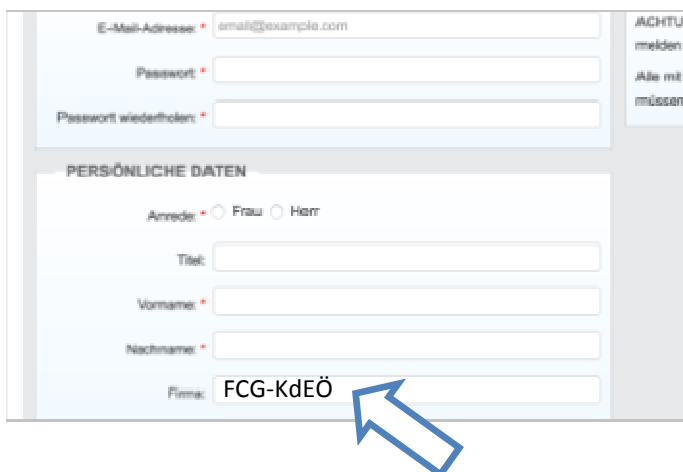 E-Mail-Adresse: * email@example.com
Passwort: *
Passwort wiederholen: *
ACHTU
melden
Alle mit
müssen
PERSÖNLICHE DATEN
Anrede: * Frau Herr
Titel:
Vorname: *
Nachname: *
Firma: FCG-KdEÖ